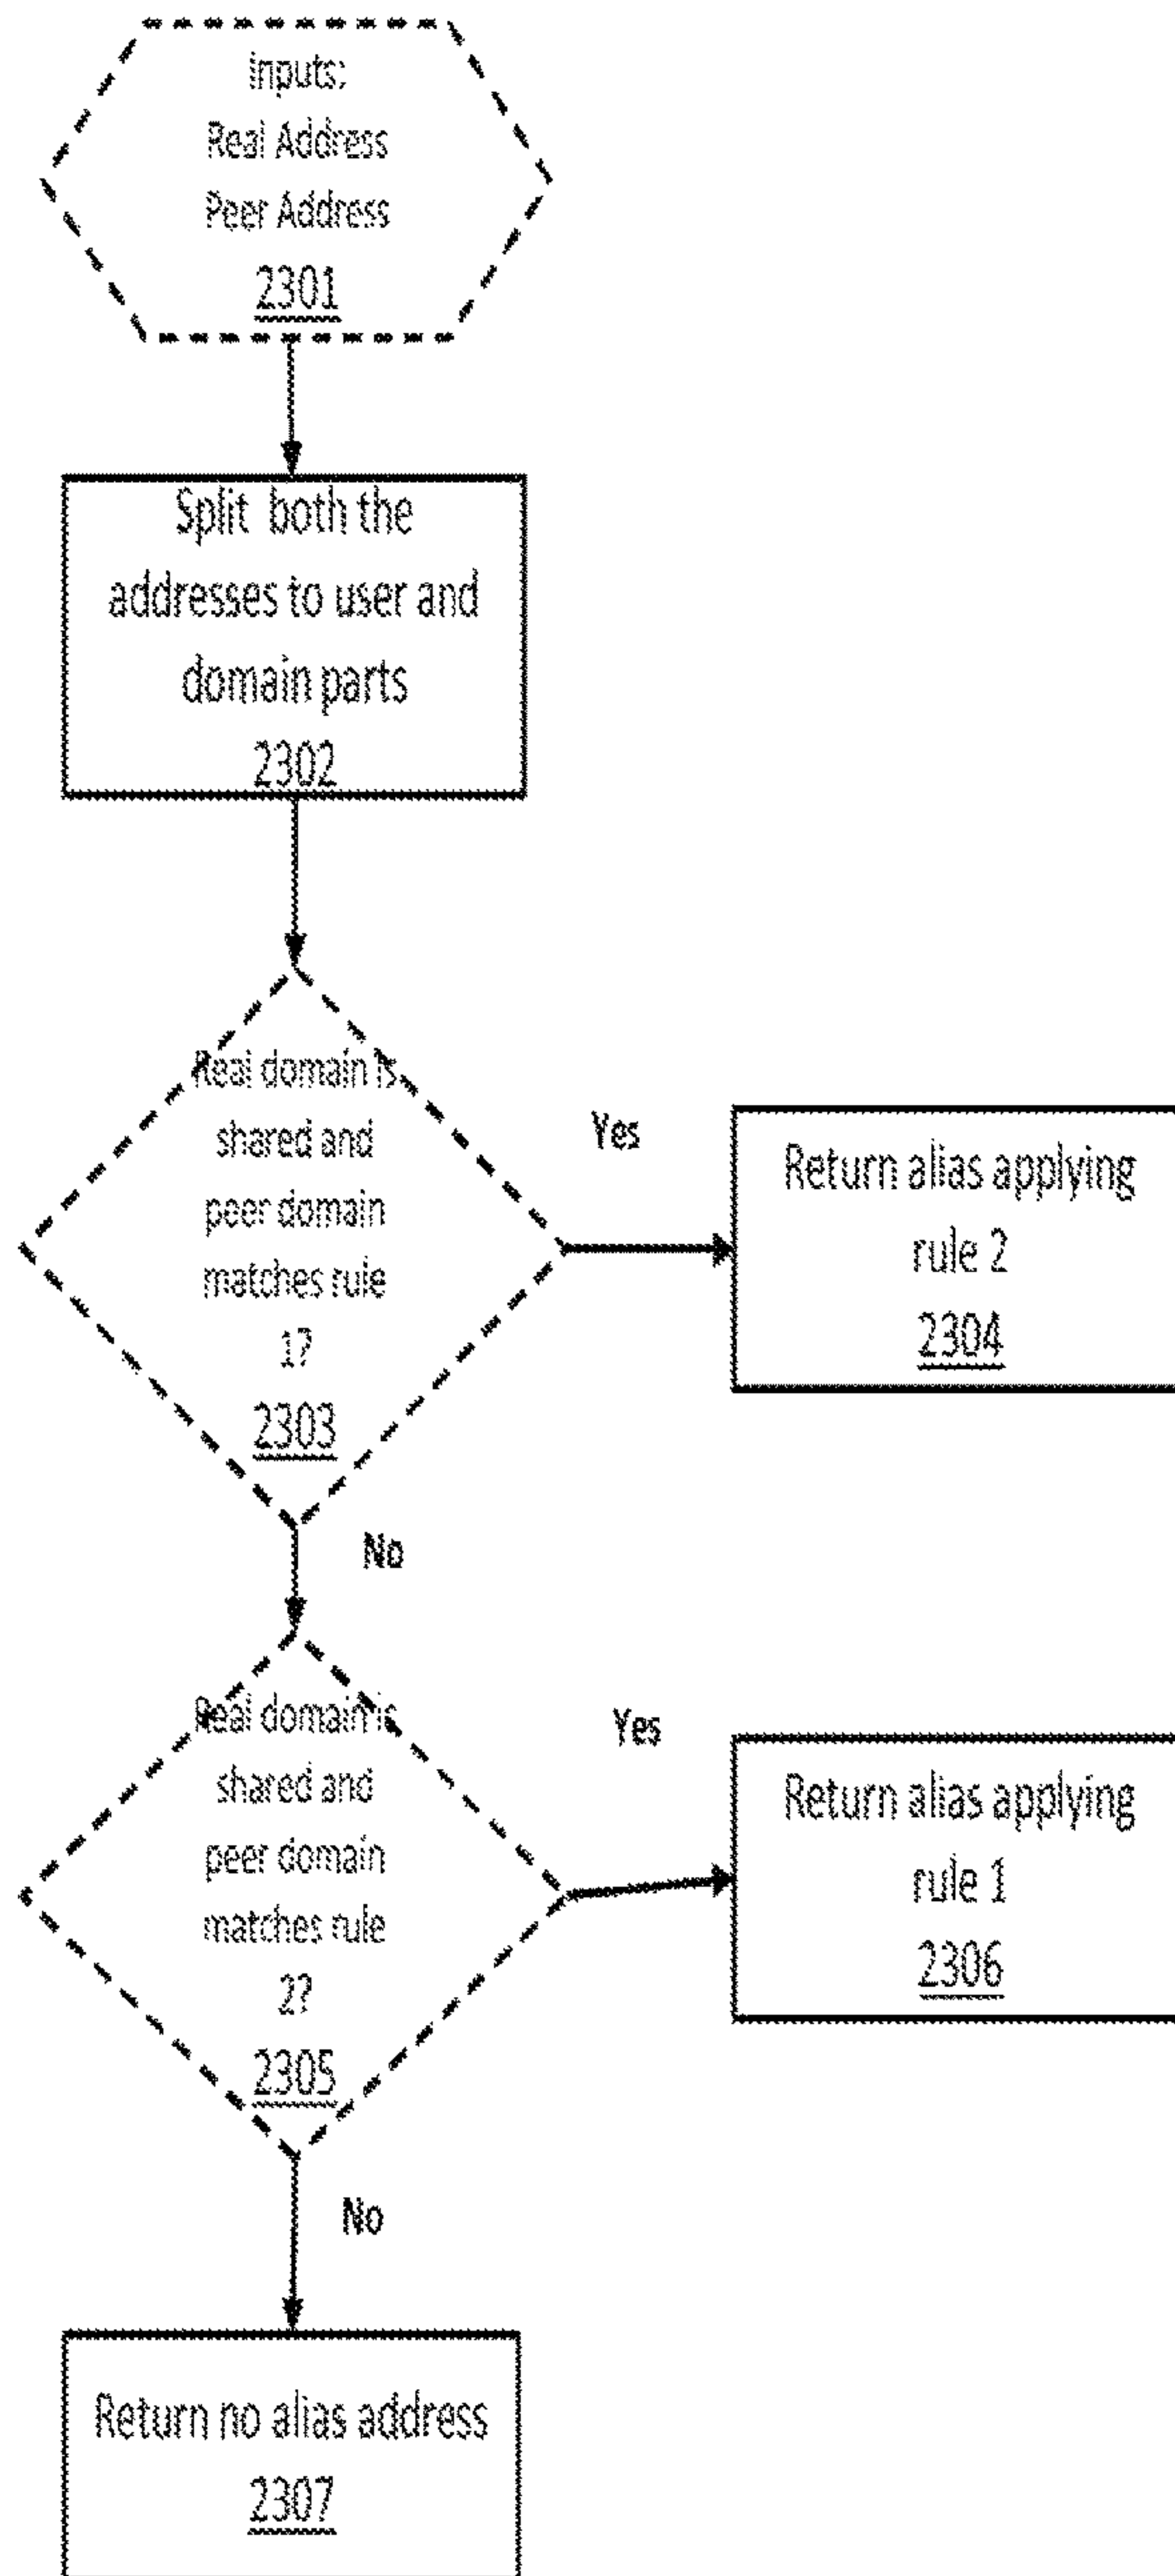 inputs:
Real Address
Peer Address
2301
Split both the
addresses to user and
domain parts
2302
Real domain is
shared and
peer domain
matches rule
1?
2303
Yes
Return alias applying
rule 2
2304
No
Real domain is
shared and
peer domain
matches rule
2?
2305
Yes
Return alias applying
rule 1
2306
No
Return no alias address
2307